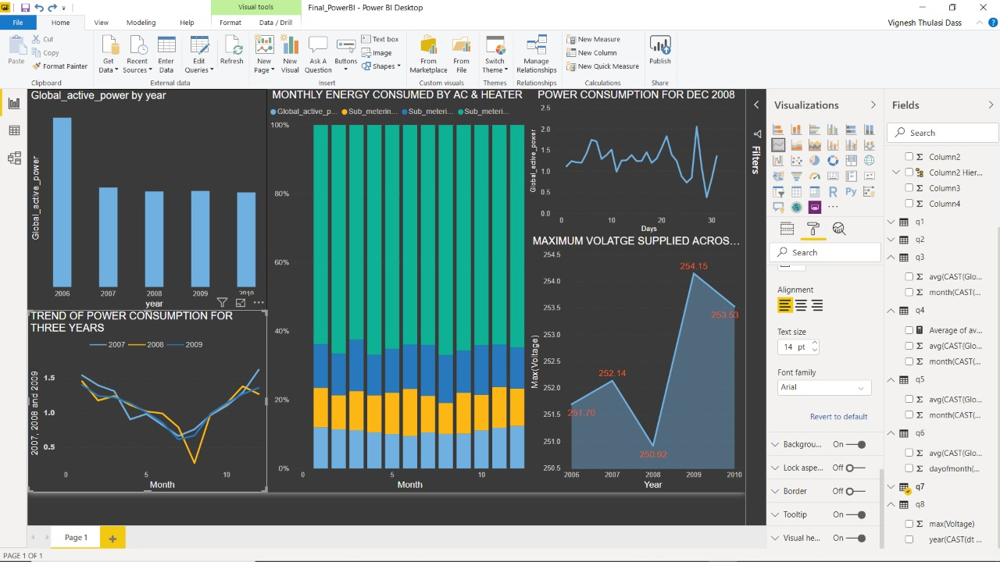 Visual tools
Final_PowerBI - Power BI Desktop
File
Home
View
Modeling
Help
Format
Data / Drill
Vignesh Thulasi Dass
Paste
Cut
Copy
Format Painter
Get Data
Recent Sources
Enter Data
Edit Queries
Refresh
New Page
New Visual
Ask A Question
Buttons
Text box
Image
Shapes
From Marketplace
From File
Switch Theme
Manage Relationships
New Measure
New Column
New Quick Measure
Publish
Clipboard
External data
Insert
Custom visuals
Themes
Relationships
Calculations
Share
Global_active_power by year
Global_active_power
2006 2007 2008 2009 2010
year
TREND OF POWER CONSUMPTION FOR
THREE YEARS
2007 2008 2009
2007, 2008 and 2009
1.5
1.0
0.5
0 5 10
Month
MONTHLY ENERGY CONSUMED BY AC & HEATER
Global_active_p... Sub_meterin... Sub_meteri... Sub_meteri...
100%
80%
60%
40%
20%
0%
0 5 10
Month
POWER CONSUMPTION FOR DEC 2008
Global_active_power
2.5
2.0
1.5
1.0
0.5
0.0
0 10 20 30
Days
MAXIMUM VOLATGE SUPPLIED ACROS...
Max(Voltage)
254.5
254.0
253.5
253.0
252.5
252.0
251.5
251.0
250.5
251.70
252.14
250.92
254.15
253.53
2006 2007 2008 2009 2010
Year
Filters
Visualizations
R
Py
Search
Alignment
Text size
14 pt
Font family
Arial
Revert to default
Backgrou... On
Lock aspe... Off
Border Off
Tooltip On
Visual he... On
Fields
Search
Column2
Column2 Hier...
Column3
Column4
q1
q2
q3
avg(CAST(Glo...
month(CAST(...
q4
Average of av...
avg(CAST(Glo...
month(CAST(...
q5
avg(CAST(Glo...
month(CAST(...
q6
avg(CAST(Glo...
dayofmonth(...
q7
q8
max(Voltage)
year(CAST(dt ...
Page 1
PAGE 1 OF 1